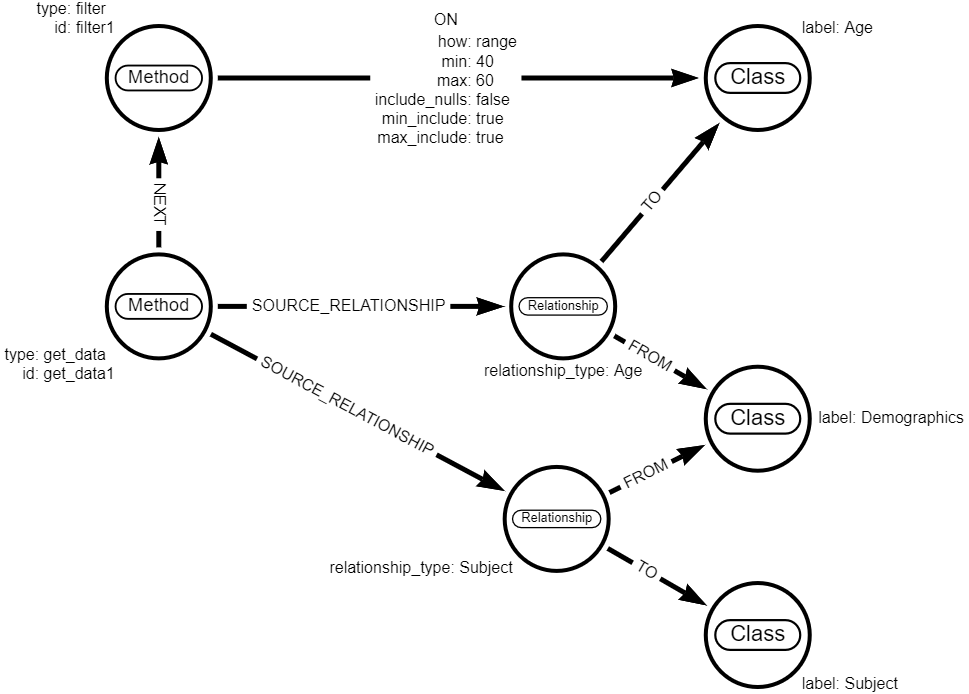 type: filter
id: filter1
Method
ON
how: range
min: 40
max: 60
include_nulls: false
min_include: true
max_include: true
label: Age
Class
NEXT
TO
Method
type: get_data
id: get_data1
SOURCE_RELATIONSHIP
Relationship
relationship_type: Age
FROM
SOURCE_RELATIONSHIP
Class
label: Demographics
FROM
Relationship
relationship_type: Subject
TO
Class
label: Subject